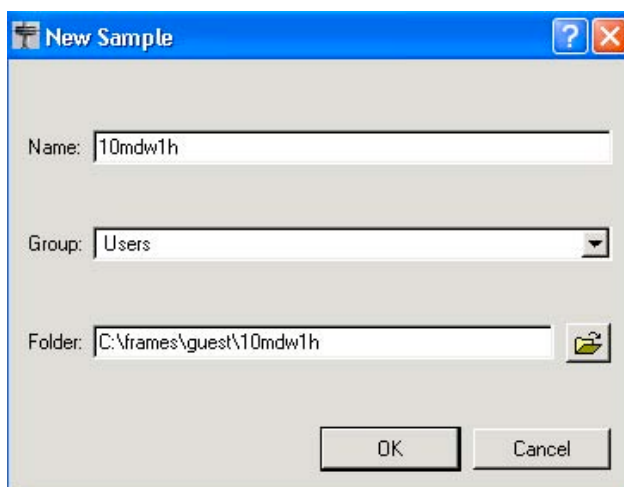 New Sample
Name: 10mdw1h
Group: Users
Folder: C:\frames\guest\10mdw1h
OK Cancel